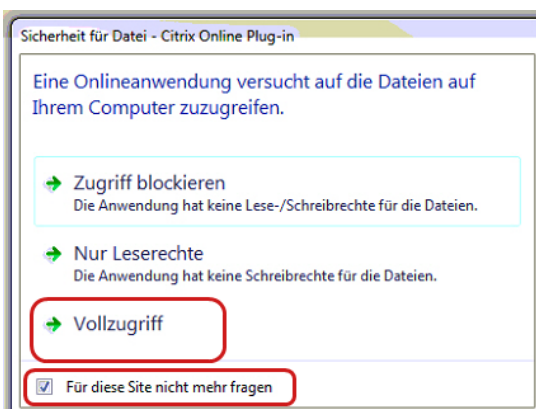 Sicherheit für Datei - Citrix Online Plug-in
Eine Onlineanwendung versucht auf die Dateien auf
Ihrem Computer zuzugreifen.
Zugriff blockieren
Die Anwendung hat keine Lese-/Schreibrechte für die Dateien.
Nur Leserechte
Die Anwendung hat keine Schreibrechte für die Dateien.
Vollzugriff
Für diese Site nicht mehr fragen